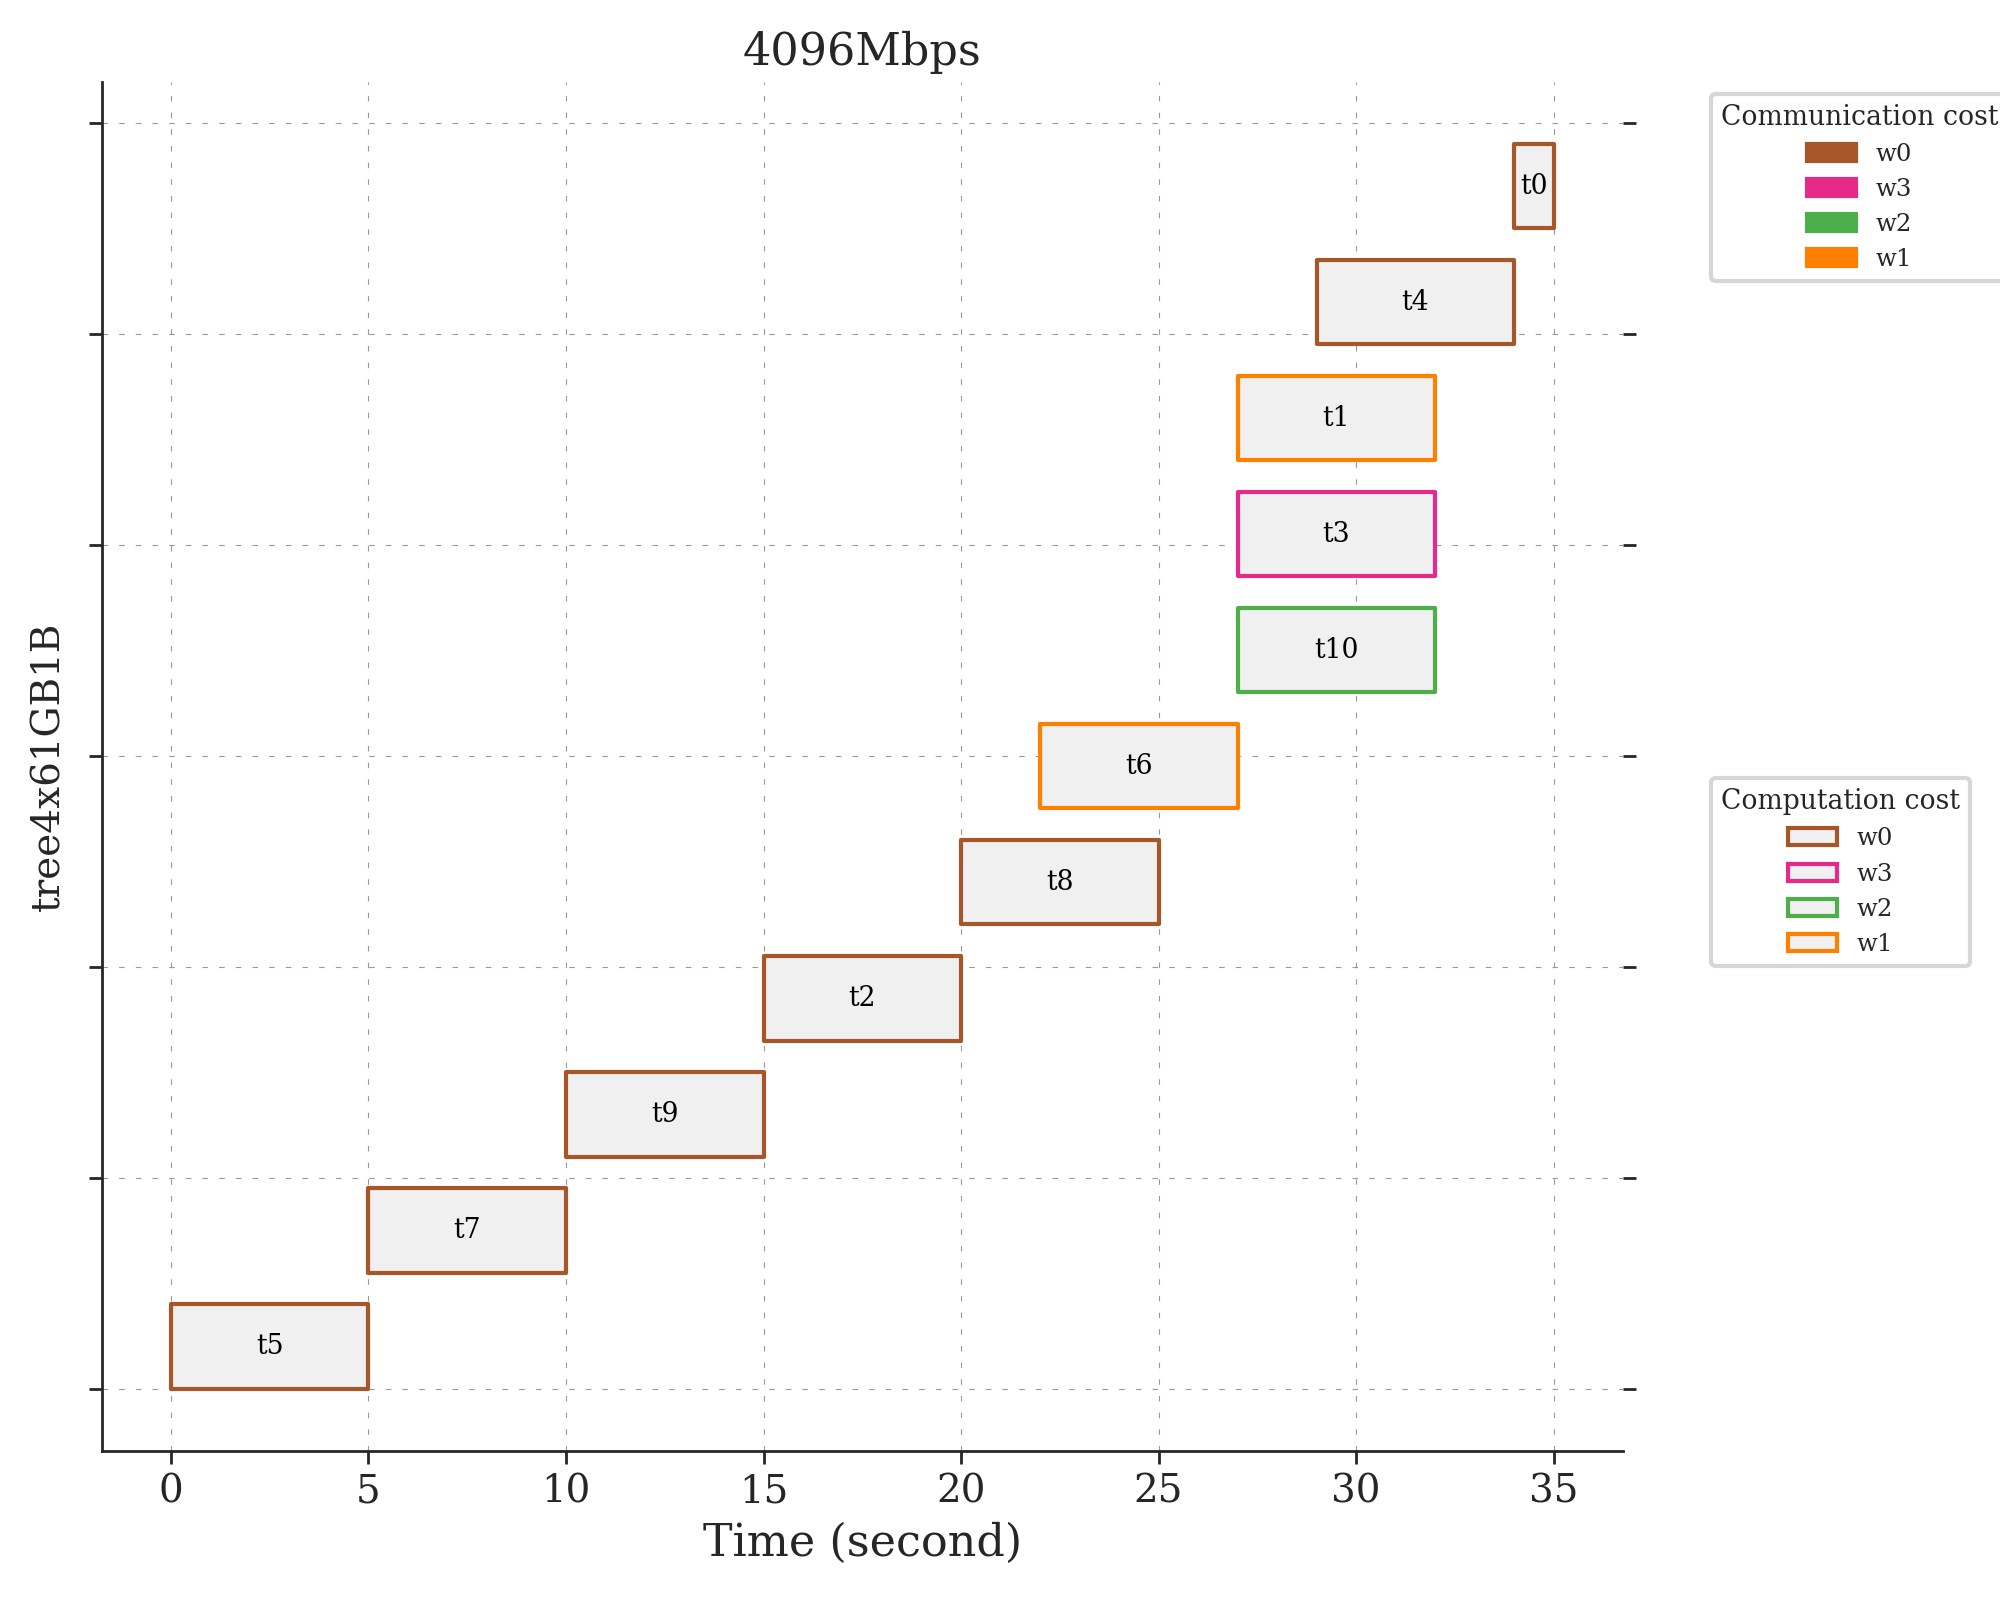 4096Mbps
Communication cost
w0
w3
w2
w1
t0
t4
t1
t3
t10
t6
t8
t2
t9
t7
t5
tree4x61GB1B
Computation cost
w0
w3
w2
w1
0 5 10 15 20 25 30 35
Time (second)